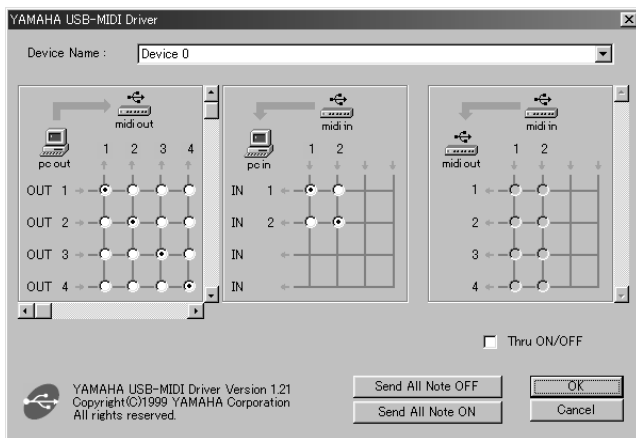 YAMAHA USB-MIDI Driver
Device Name :
Device 0
midi out
pc out
1 2 3 4
OUT 1
OUT 2
OUT 3
OUT 4
midi in
pc in
1 2
IN 1
IN 2
IN
IN
midi in
midi out
1 2
1
2
3
4
Thru ON/OFF
YAMAHA USB-MIDI Driver Version 1.21
Copyright(C)1999 YAMAHA Corporation
All rights reserved.
Send All Note OFF
Send All Note ON
OK
Cancel